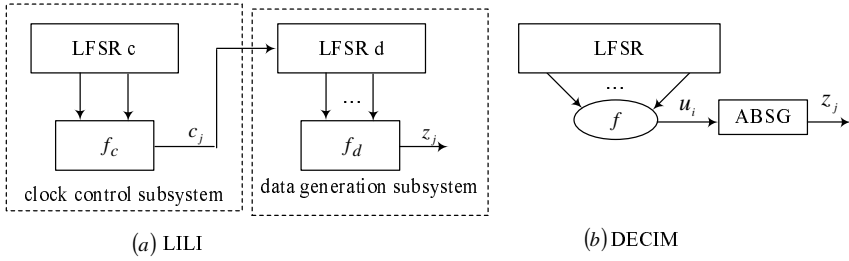 LFSR c
f_c
c_j
clock control subsystem
LFSR d
...
f_d
z_j
data generation subsystem
(a) LILI
LFSR
...
f
u_i
ABSG
z_j
(b) DECIM